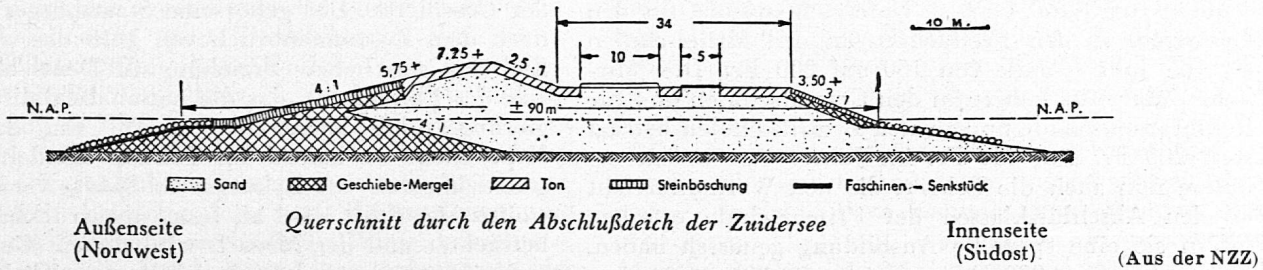 34
10 M.
7.25 +
2.5:1
10
5
5,75 +
4:1
3,50 +
3:1
N.A.P.
± 90 m
N.A.P.
4:1
Sand
Geschiebe-Mergel
Ton
Steinböschung
Faschinen-Senkstück
Außenseite
(Nordwest)
Querschnitt durch den Abschlußdeich der Zuidersee
Innenseite
(Südost)
(Aus der NZZ)